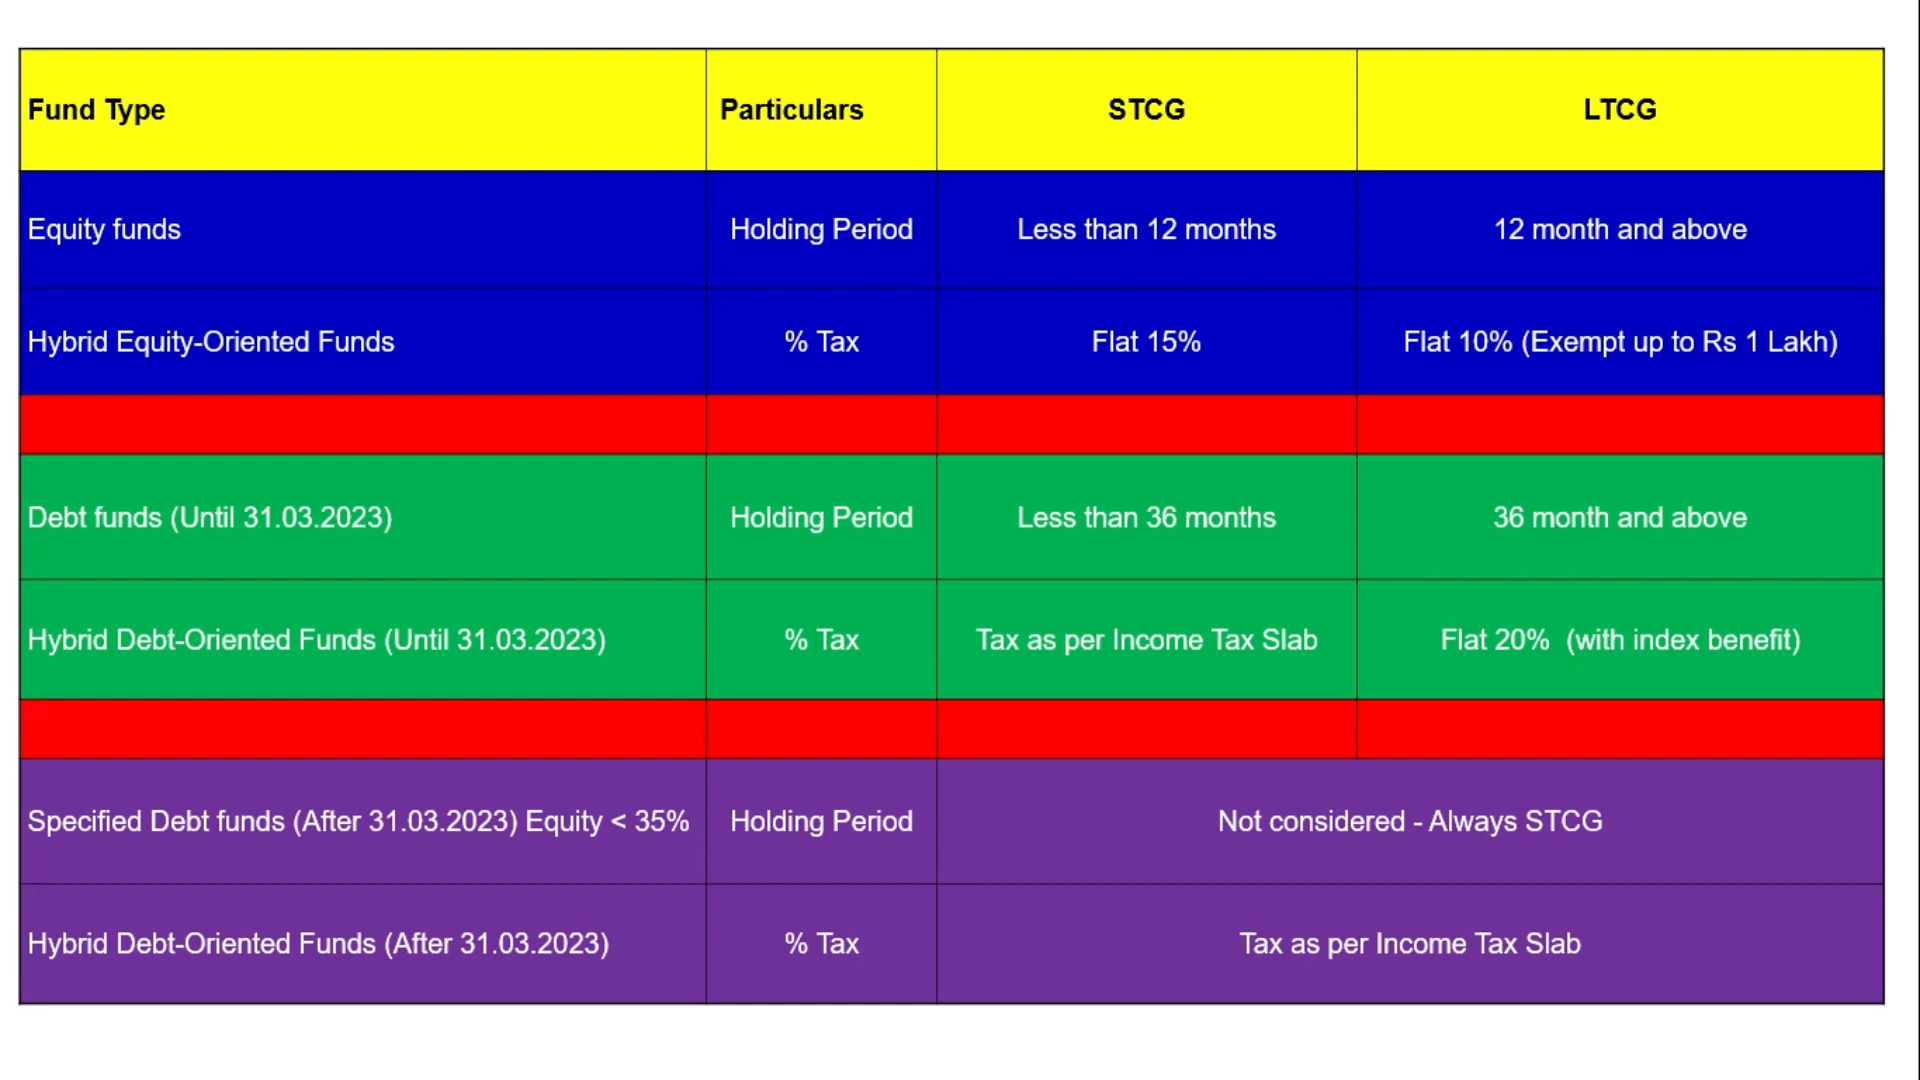 Fund Type Particulars STCG LTCG
Equity funds Holding Period Less than 12 months 12 month and above
Hybrid Equity-Oriented Funds % Tax Flat 15% Flat 10% (Exempt up to Rs 1 Lakh)
Debt funds (Until 31.03.2023) Holding Period Less than 36 months 36 month and above
Hybrid Debt-Oriented Funds (Until 31.03.2023) % Tax Tax as per Income Tax Slab Flat 20% (with index benefit)
Specified Debt funds (After 31.03.2023) Equity < 35% Holding Period Not considered - Always STCG
Hybrid Debt-Oriented Funds (After 31.03.2023) % Tax Tax as per Income Tax Slab